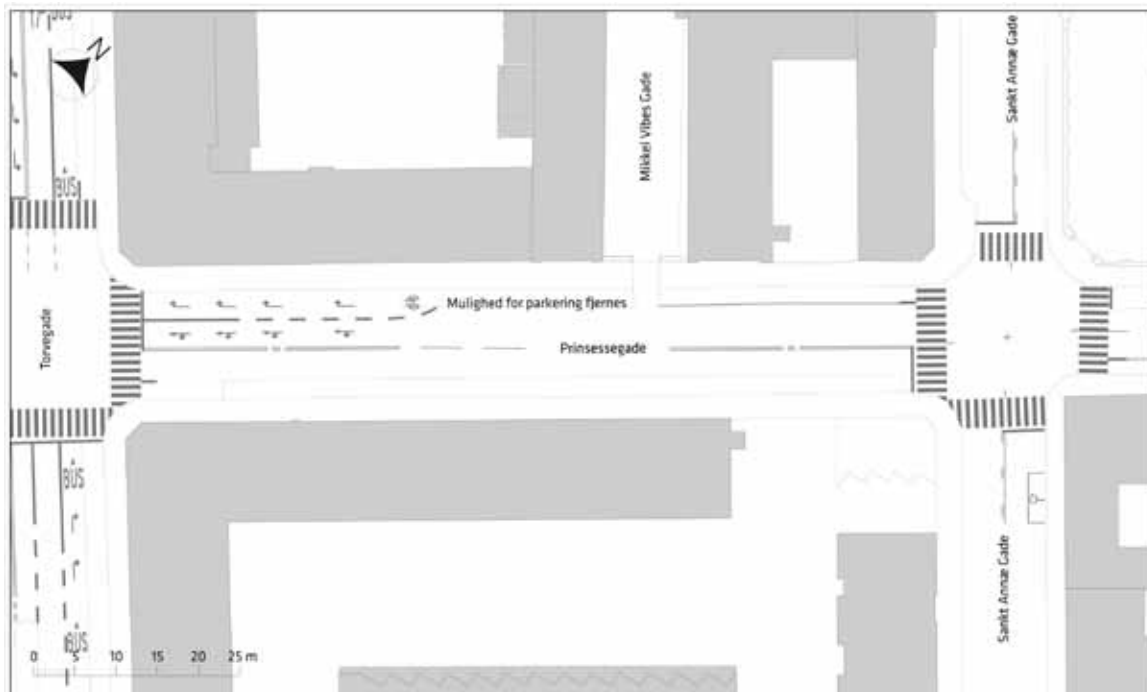 BUS
N
BUS
Torvegade
Mikkel Vibes Gade
Sankt Annæ Gade
Mulighed for parkering fjernes
Prinsessegade
BUS
BUS
Sankt Annæ Gade
0 5 10 15 20 25 m